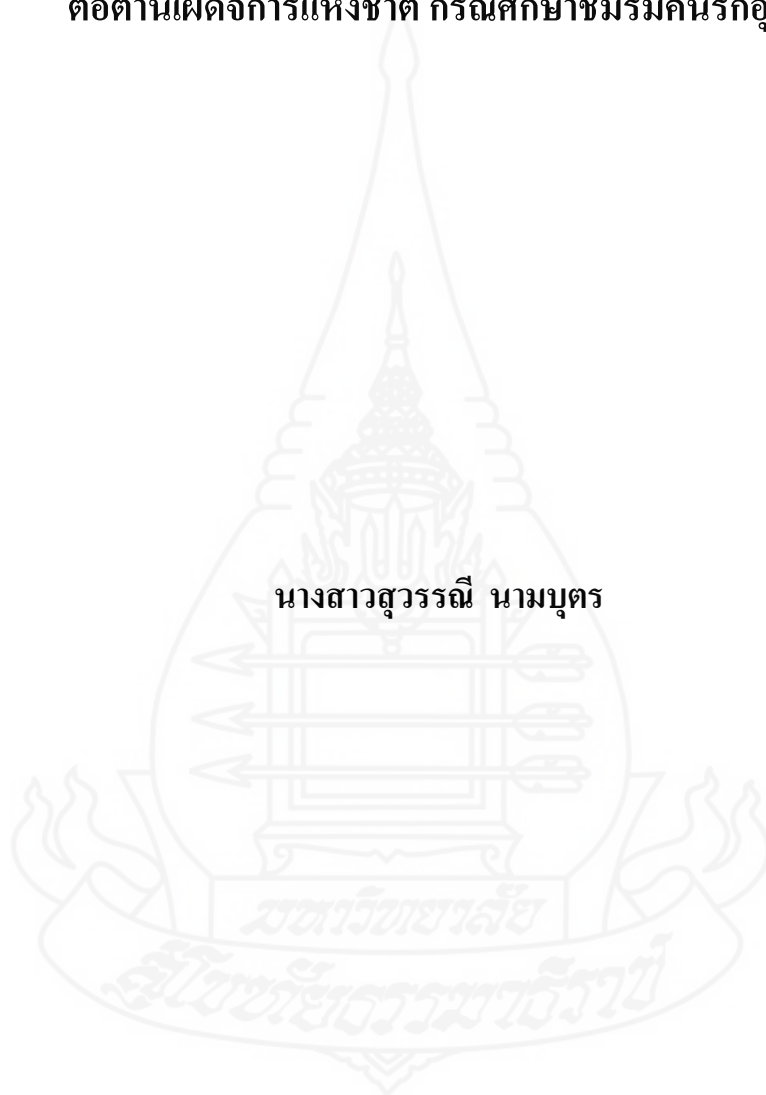 ต่อต้านเผด็จการแห่งชาติ กรณีศึกษาชมรมคนรักอุ
นางสาวสุวรรณี นามบุตร
มหาวิทยาลัย
สุโขทัยธรรมาธิราช